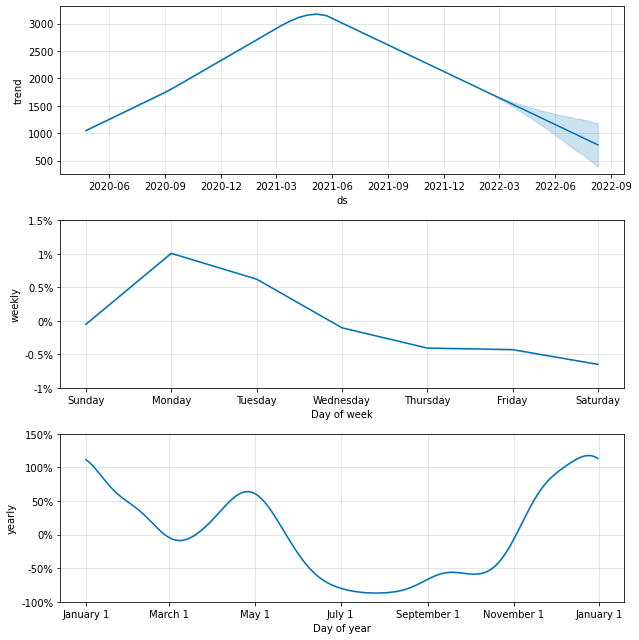 3000
2500
2000
1500
1000
500
trend
2020-06 2020-09 2020-12 2021-03 2021-06 2021-09 2021-12 2022-03 2022-06 2022-09
ds
1.5%
1%
0.5%
0%
-0.5%
-1%
weekly
Sunday Monday Tuesday Wednesday Thursday Friday Saturday
Day of week
150%
100%
50%
0%
-50%
-100%
yearly
January 1 March 1 May 1 July 1 September 1 November 1 January 1
Day of year